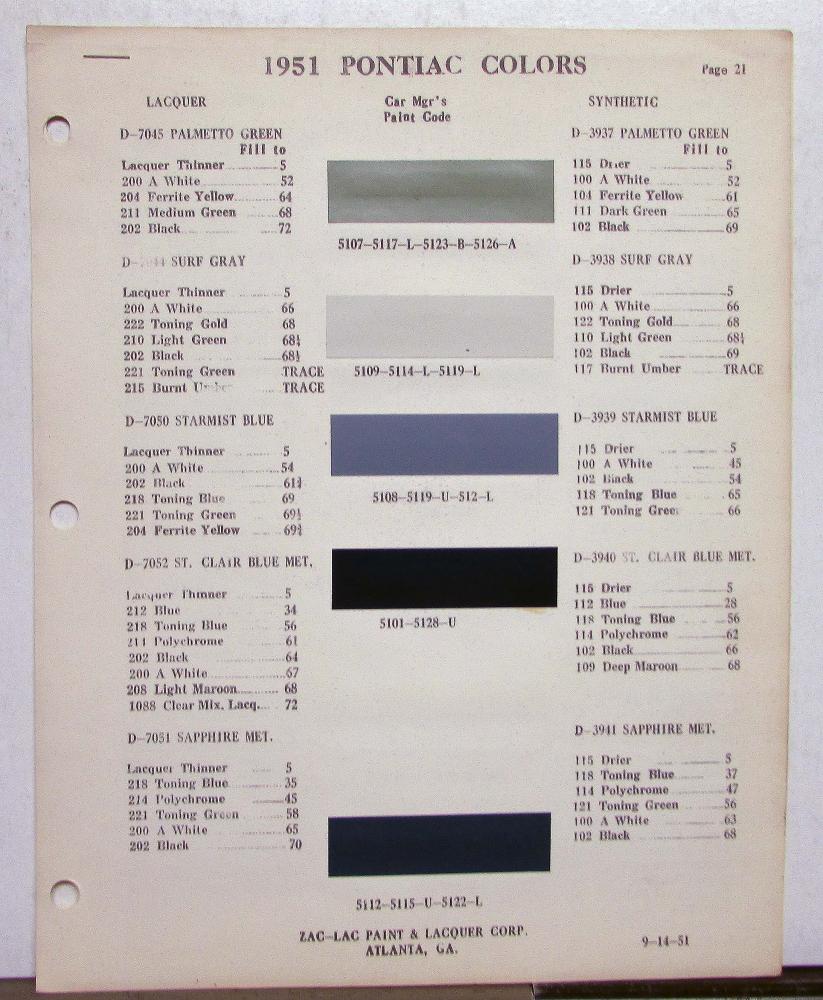 1951 PONTIAC COLORS
Page 21
LACQUER
Car Mgr's
Paint Code
SYNTHETIC
D-7045 PALMETTO GREEN
Fill to
Lacquer Thinner 5
200 A White 52
204 Ferrite Yellow 64
211 Medium Green 68
202 Black 72
SURF GRAY
Lacquer Thinner 5
200 A White 66
222 Toning Gold 68
210 Light Green 68¼
202 Black 68½
221 Toning Green TRACE
215 Burnt TRACE
D-7050 STARMIST BLUE
Lacquer Thinner 5
200 A White 54
202 Black 61¾
218 Toning Blue 69
221 Toning Green 69½
204 Ferrite Yellow 69¾
D-7052 ST. CLAIR BLUE MET.
Lacquer Thinner 5
212 Blue 34
218 Toning Blue 56
214 Polychrome 61
202 Black 64
200 A White 67
208 Light Maroon 68
1088 Clear Mix. Lacq. 72
D-7051 SAPPHIRE MET.
Lacquer Thinner 5
218 Toning Blue 35
214 Polychrome 45
221 Toning Green 58
200 A White 65
202 Black 70
5107-5117-L-5123-B-5126-A
5109-5114-L-5119-L
5108-5119-U-512-L
5101-5128-U
5112-5115-U-5122-L
D-3937 PALMETTO GREEN
Fill to
115 Drier 5
100 A White 52
104 Ferrite Yellow 61
111 Dark Green 65
102 Black 69
D-3938 SURF GRAY
115 Drier 5
100 A White 66
122 Toning Gold 68
110 Light Green 68¼
102 Black 69
117 Burnt Umber TRACE
D-3939 STARMIST BLUE
115 Drier 5
100 A White 45
102 Black 54
118 Toning Blue 65
121 Toning Green 66
D-3940 ST. CLAIR BLUE MET.
115 Drier 5
112 Blue 28
118 Toning Blue 56
114 Polychrome 62
102 Black 66
109 Deep Maroon 68
D-3941 SAPPHIRE MET.
115 Drier 5
118 Toning Blue 37
114 Polychrome 47
121 Toning Green 56
100 A White 63
102 Black 68
ZAC-LAC PAINT & LACQUER CORP.
ATLANTA, GA.
9-14-51